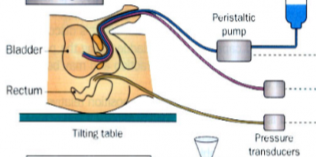 Peristaltic
pump
Bladder
Rectum
Tilting table
Pressure
transducers